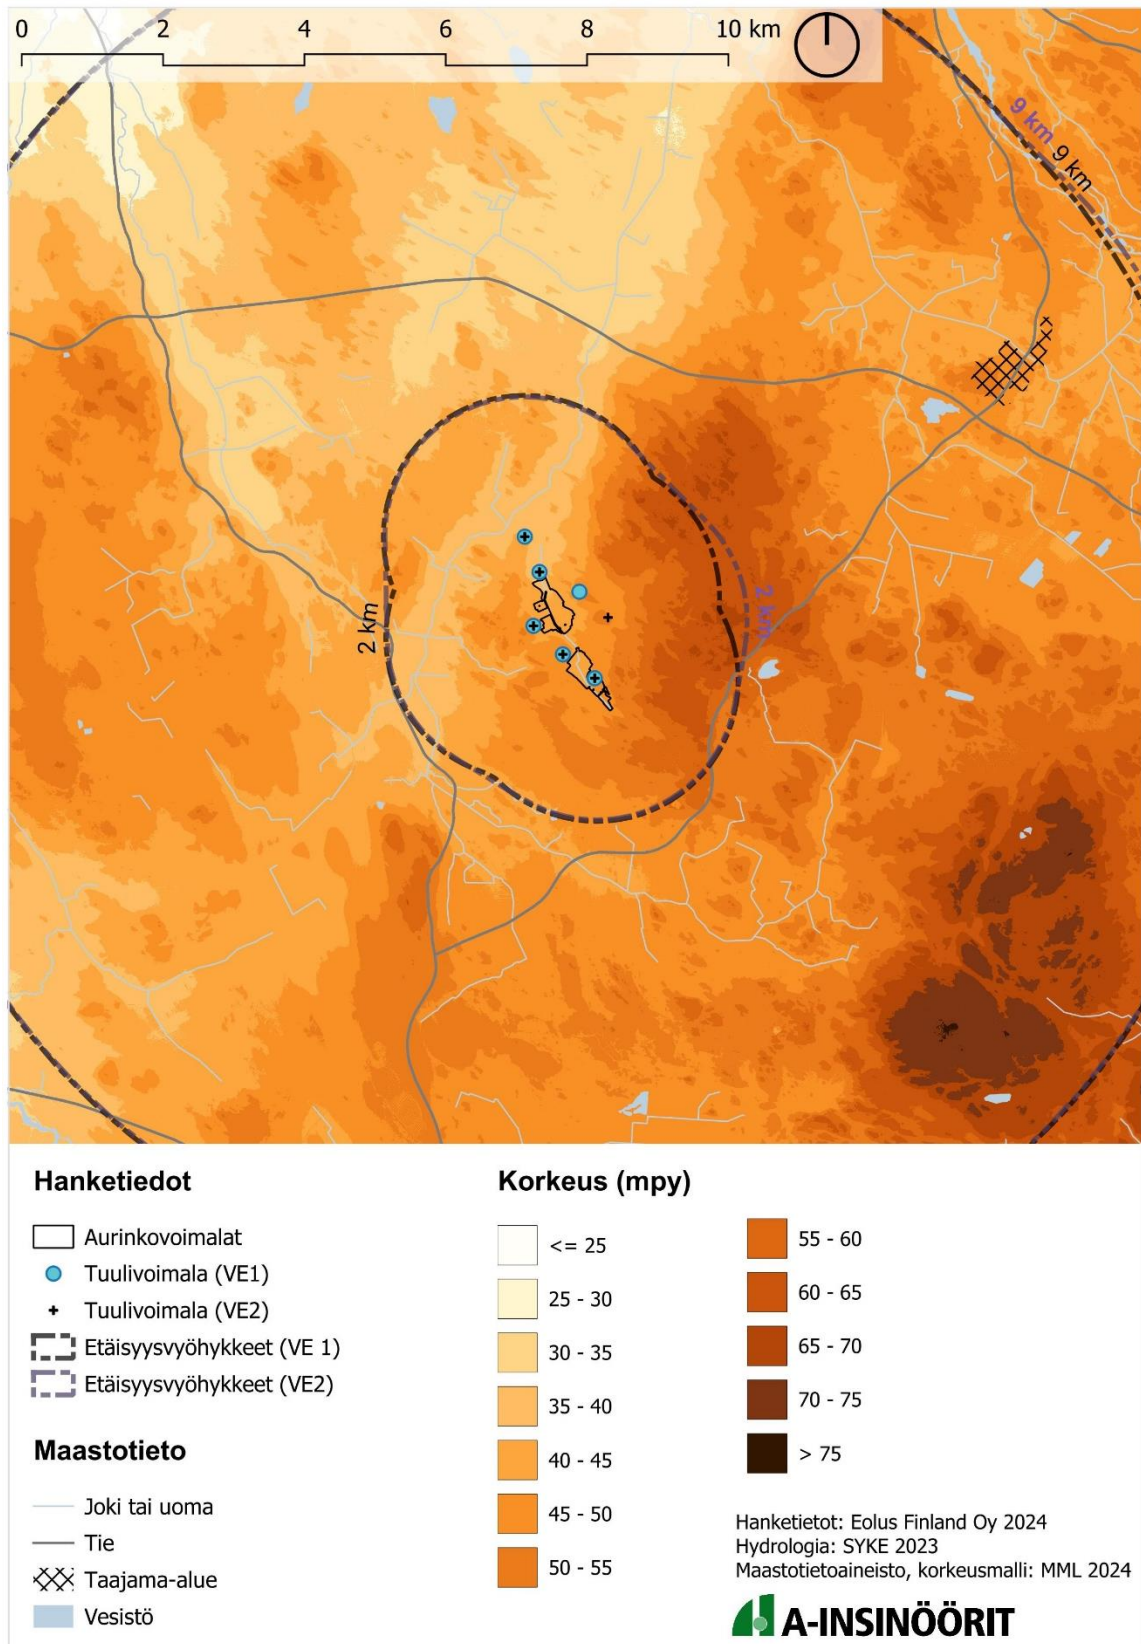 0 2 4 6 8 10 km
9 km
9 km
2 km
2 km
Hanketiedot
Aurinkovoimalat
Tuulivoimala (VE1)
Tuulivoimala (VE2)
Etäisyysvyöhykkeet (VE 1)
Etäisyysvyöhykkeet (VE2)
Maastotieto
Joki tai uoma
Tie
Taajama-alue
Vesistö
Korkeus (mpy)
<= 25
25 - 30
30 - 35
35 - 40
40 - 45
45 - 50
50 - 55
55 - 60
60 - 65
65 - 70
70 - 75
> 75
Hanketiedot: Eolus Finland Oy 2024
Hydrologia: SYKE 2023
Maastotietoaineisto, korkeusmalli: MML 2024
A-INSINÖÖRIT